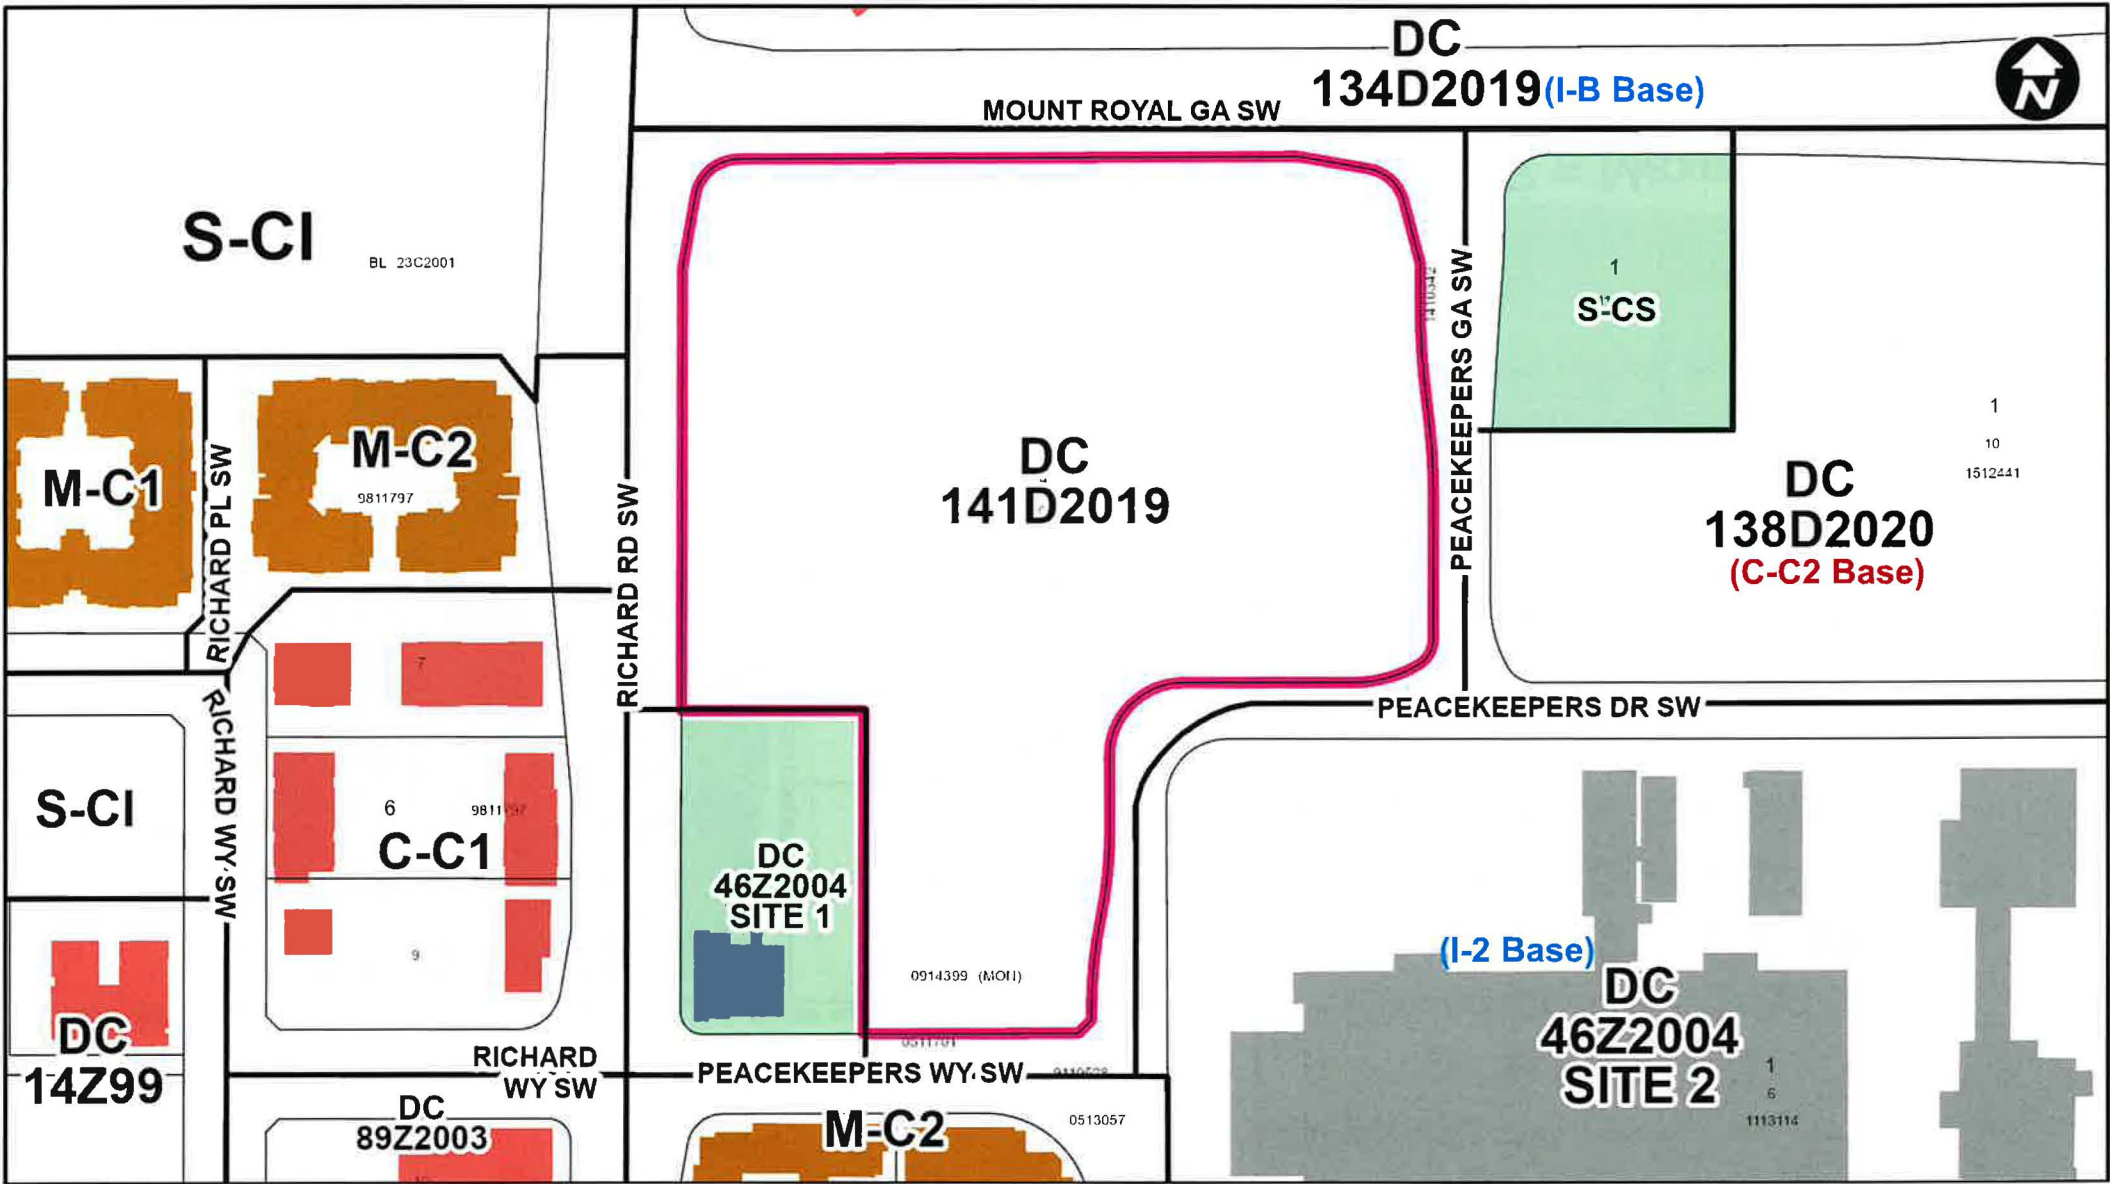 DC
134D2019 (I-B Base)
N
MOUNT ROYAL GA SW
S-CI
BL 23C2001
1
S-CS
PEACEKEEPERS GA SW
M-C1
RICHARD PL SW
M-C2
9811797
RICHARD RD SW
DC
141D2019
1
10
1512441
DC
138D2020
(C-C2 Base)
7
PEACEKEEPERS DR SW
RICHARD WY SW
S-CI
6
C-C1
DC
46Z2004
SITE 1
9
0914399 (MON)
(I-2 Base)
DC
46Z2004
SITE 2
1
6
1113114
DC
14Z99
RICHARD
WY SW
0511701
PEACEKEEPERS WY SW
DC
89Z2003
M-C2
0513057